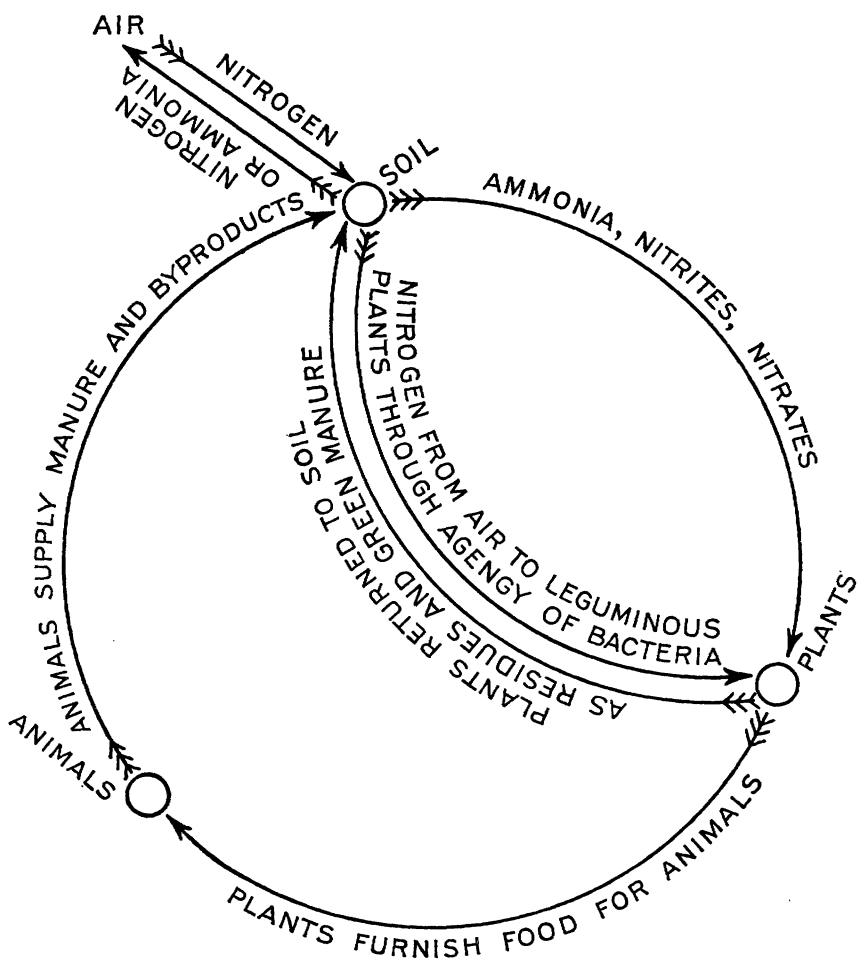 AIR
NITROGEN
NITROGEN
OR AMMONIA
SOIL
AMMONIA, NITRITES, NITRATES
NITROGEN FROM AIR TO LEGUMINOUS
PLANTS THROUGH AGENCY OF BACTERIA
PLANTS RETURNED TO SOIL
AS RESIDUES AND GREEN MANURE
PLANTS
PLANTS FURNISH FOOD FOR ANIMALS
ANIMALS
ANIMALS SUPPLY MANURE AND BYPRODUCTS